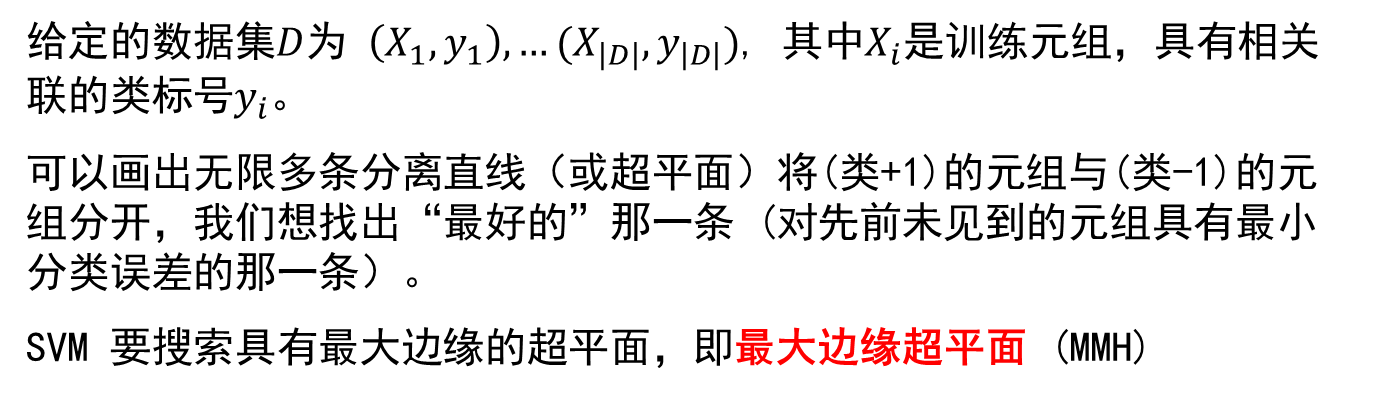 给定的数据集𝐷为 (𝑋₁,𝑦₁),…(𝑋|𝐷|,𝑦|𝐷|), 其中𝑋ᵢ是训练元组，具有相关
联的类标号𝑦ᵢ。
可以画出无限多条分离直线（或超平面）将(类+1)的元组与(类-1)的元
组分开，我们想找出“最好的”那一条 (对先前未见到的元组具有最小
分类误差的那一条）。
SVM 要搜索具有最大边缘的超平面，即最大边缘超平面 (MMH)